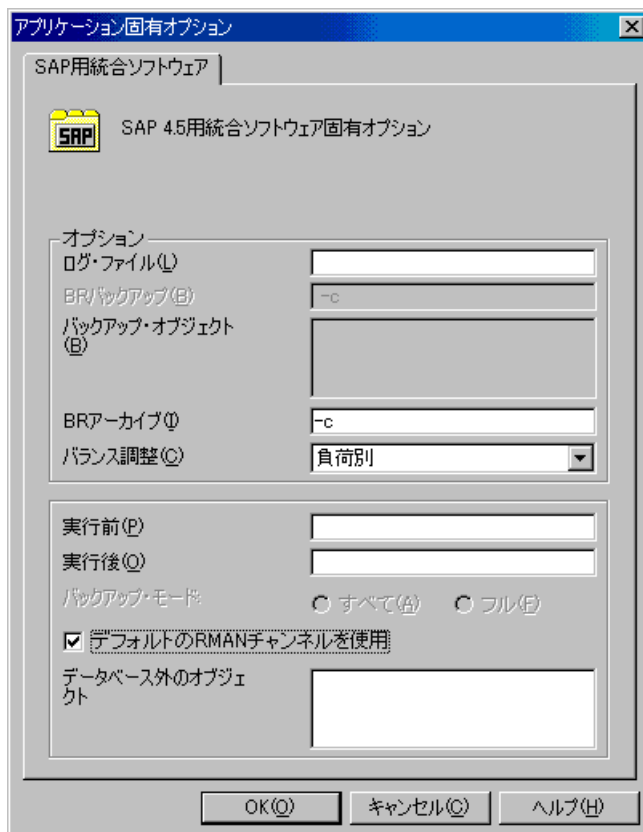 アプリケーション固有オプション
SAP用統合ソフトウェア
SAP
SAP 4.5用統合ソフトウェア固有オプション
オプション
ログ・ファイル(L)
BRバックアップ(B)
-c
バックアップ・オブジェクト
(B)
BRアーカイブ(I)
-c
バランス調整(C)
負荷別
実行前(P)
実行後(O)
バックアップ・モード:
すべて(A)
フル(F)
デフォルトのRMANチャンネルを使用
データベース外のオブジェ
クト
OK(O)
キャンセル(C)
ヘルプ(H)